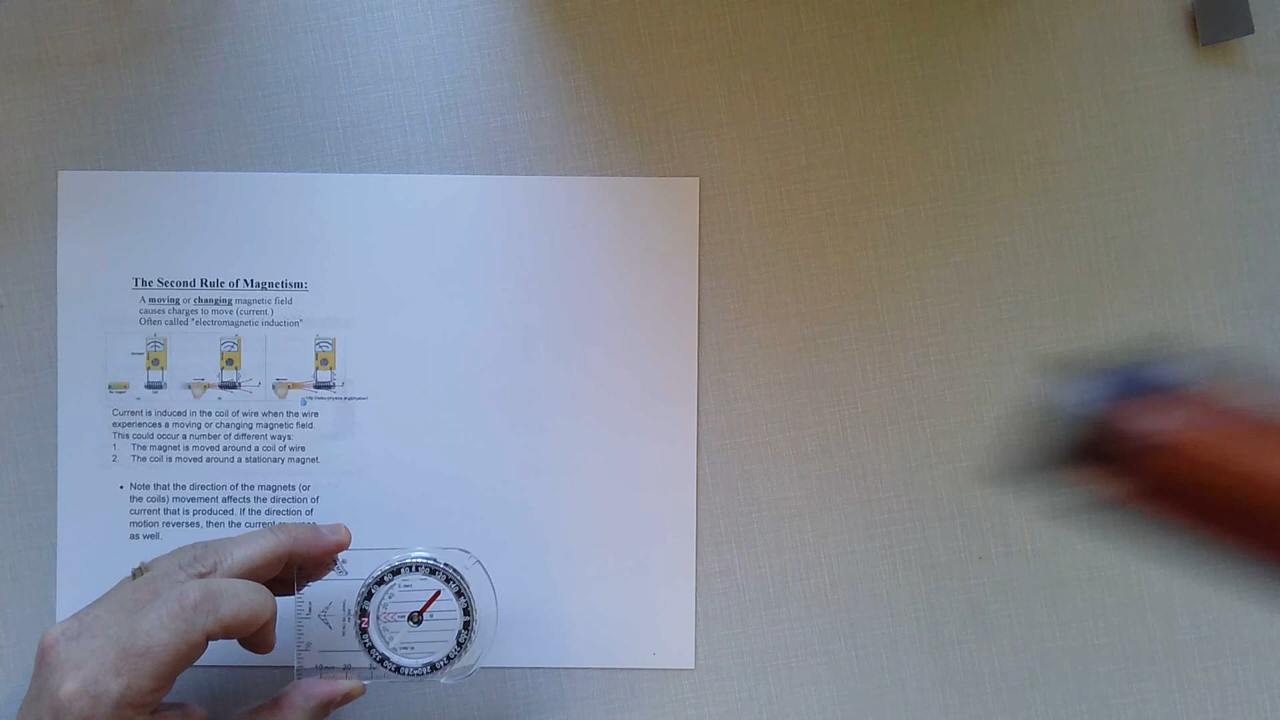 The Second Rule of Magnetism:
A moving or changing magnetic field
causes charges to move (current.)
Often called "electromagnetic induction"
Current is induced in the coil of wire when the wire
experiences a moving or changing magnetic field.
This could occur a number of different ways:
1. The magnet is moved around a coil of wire
2. The coil is moved around a stationary magnet.
• Note that the direction of the magnets (or
the coils) movement affects the direction of
current that is produced. If the direction of
motion reverses, then the current
as well.